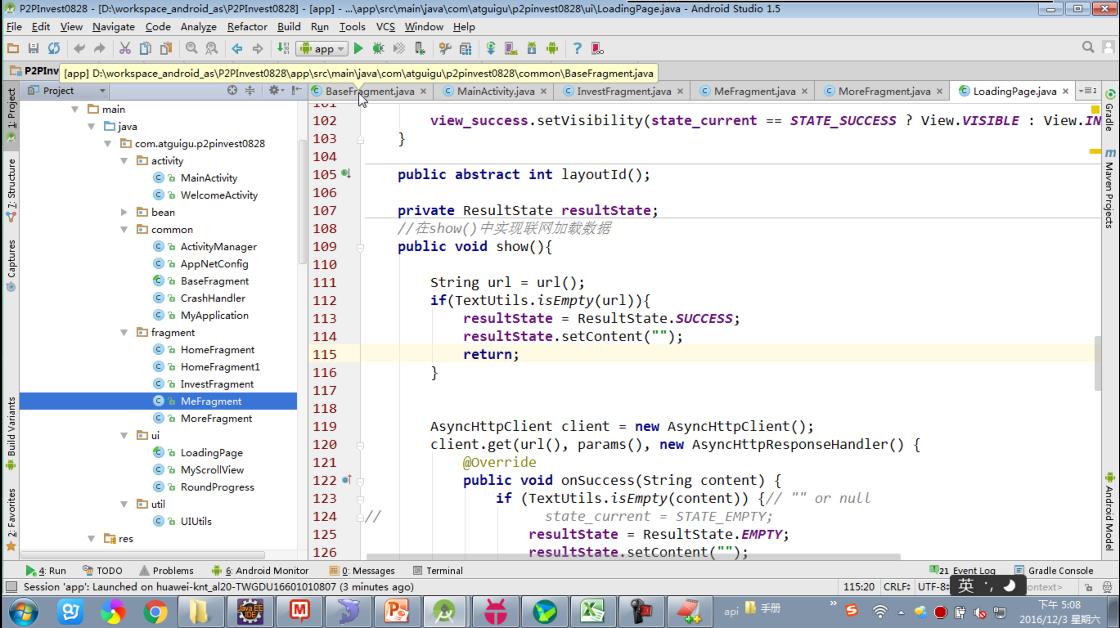 P2PInvest0828 - [D:\workspace_android_as\P2PInvest0828] - [app] - ...\app\src\main\java\com\atguigu\p2pinvest0828\ui\LoadingPage.java - Android Studio 1.5
File Edit View Navigate Code Analyze Refactor Build Run Tools VCS Window Help
app
P2PInv
[app] D:\workspace_android_as\P2PInvest0828\app\src\main\java\com\atguigu\p2pinvest0828\common\BaseFragment.java
Project
BaseFragment.java MainActivity.java InvestFragment.java MeFragment.java MoreFragment.java LoadingPage.java
1: Project
7: Structure
Captures
Build Variants
2: Favorites
main
java
com.atguigu.p2pinvest0828
activity
MainActivity
WelcomeActivity
bean
common
ActivityManager
AppNetConfig
BaseFragment
CrashHandler
MyApplication
fragment
HomeFragment
HomeFragment1
InvestFragment
MeFragment
MoreFragment
ui
LoadingPage
MyScrollView
RoundProgress
util
UIUtils
res
101
102 view_success.setVisibility(state_current == STATE_SUCCESS ? View.VISIBLE : View.IN
103 }
104
105 public abstract int layoutId();
106
107 private ResultState resultState;
108 //在show()中实现联网加载数据
109 public void show(){
110
111 String url = url();
112 if(TextUtils.isEmpty(url)){
113 resultState = ResultState.SUCCESS;
114 resultState.setContent("");
115 return;
116 }
117
118
119 AsyncHttpClient client = new AsyncHttpClient();
120 client.get(url(), params(), new AsyncHttpResponseHandler() {
121 @Override
122 public void onSuccess(String content) {
123 if (TextUtils.isEmpty(content)) {// "" or null
124 // state_current = STATE_EMPTY;
125 resultState = ResultState.EMPTY;
126 resultState.setContent("");
Gradle
Maven Projects
Android Model
4: Run TODO Problems 6: Android Monitor 0: Messages Terminal 21 Event Log Gradle Console
Session 'app': Launched on huawei-knt_al20-TWGDU16601010807 (3 minutes ago) 115:20 CRLF÷ UTF-8÷ ntext>
英
api 手册
下午 5:08
2016/12/3 星期六